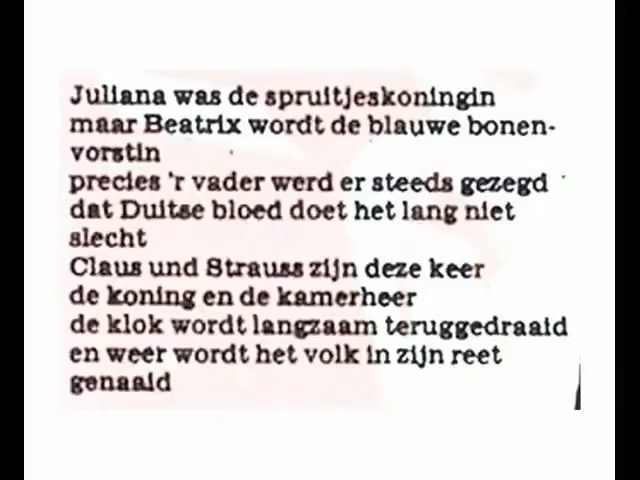 Juliana was de spruitjeskoningin
maar Beatrix wordt de blauwe bonen-
vorstin
precies 'r vader werd er steeds gezegd
dat Duitse bloed doet het lang niet
slecht
Claus und Strauss zijn deze keer
de koning en de kamerheer
de klok wordt langzaam teruggedraaid
en weer wordt het volk in zijn reet
genaaid